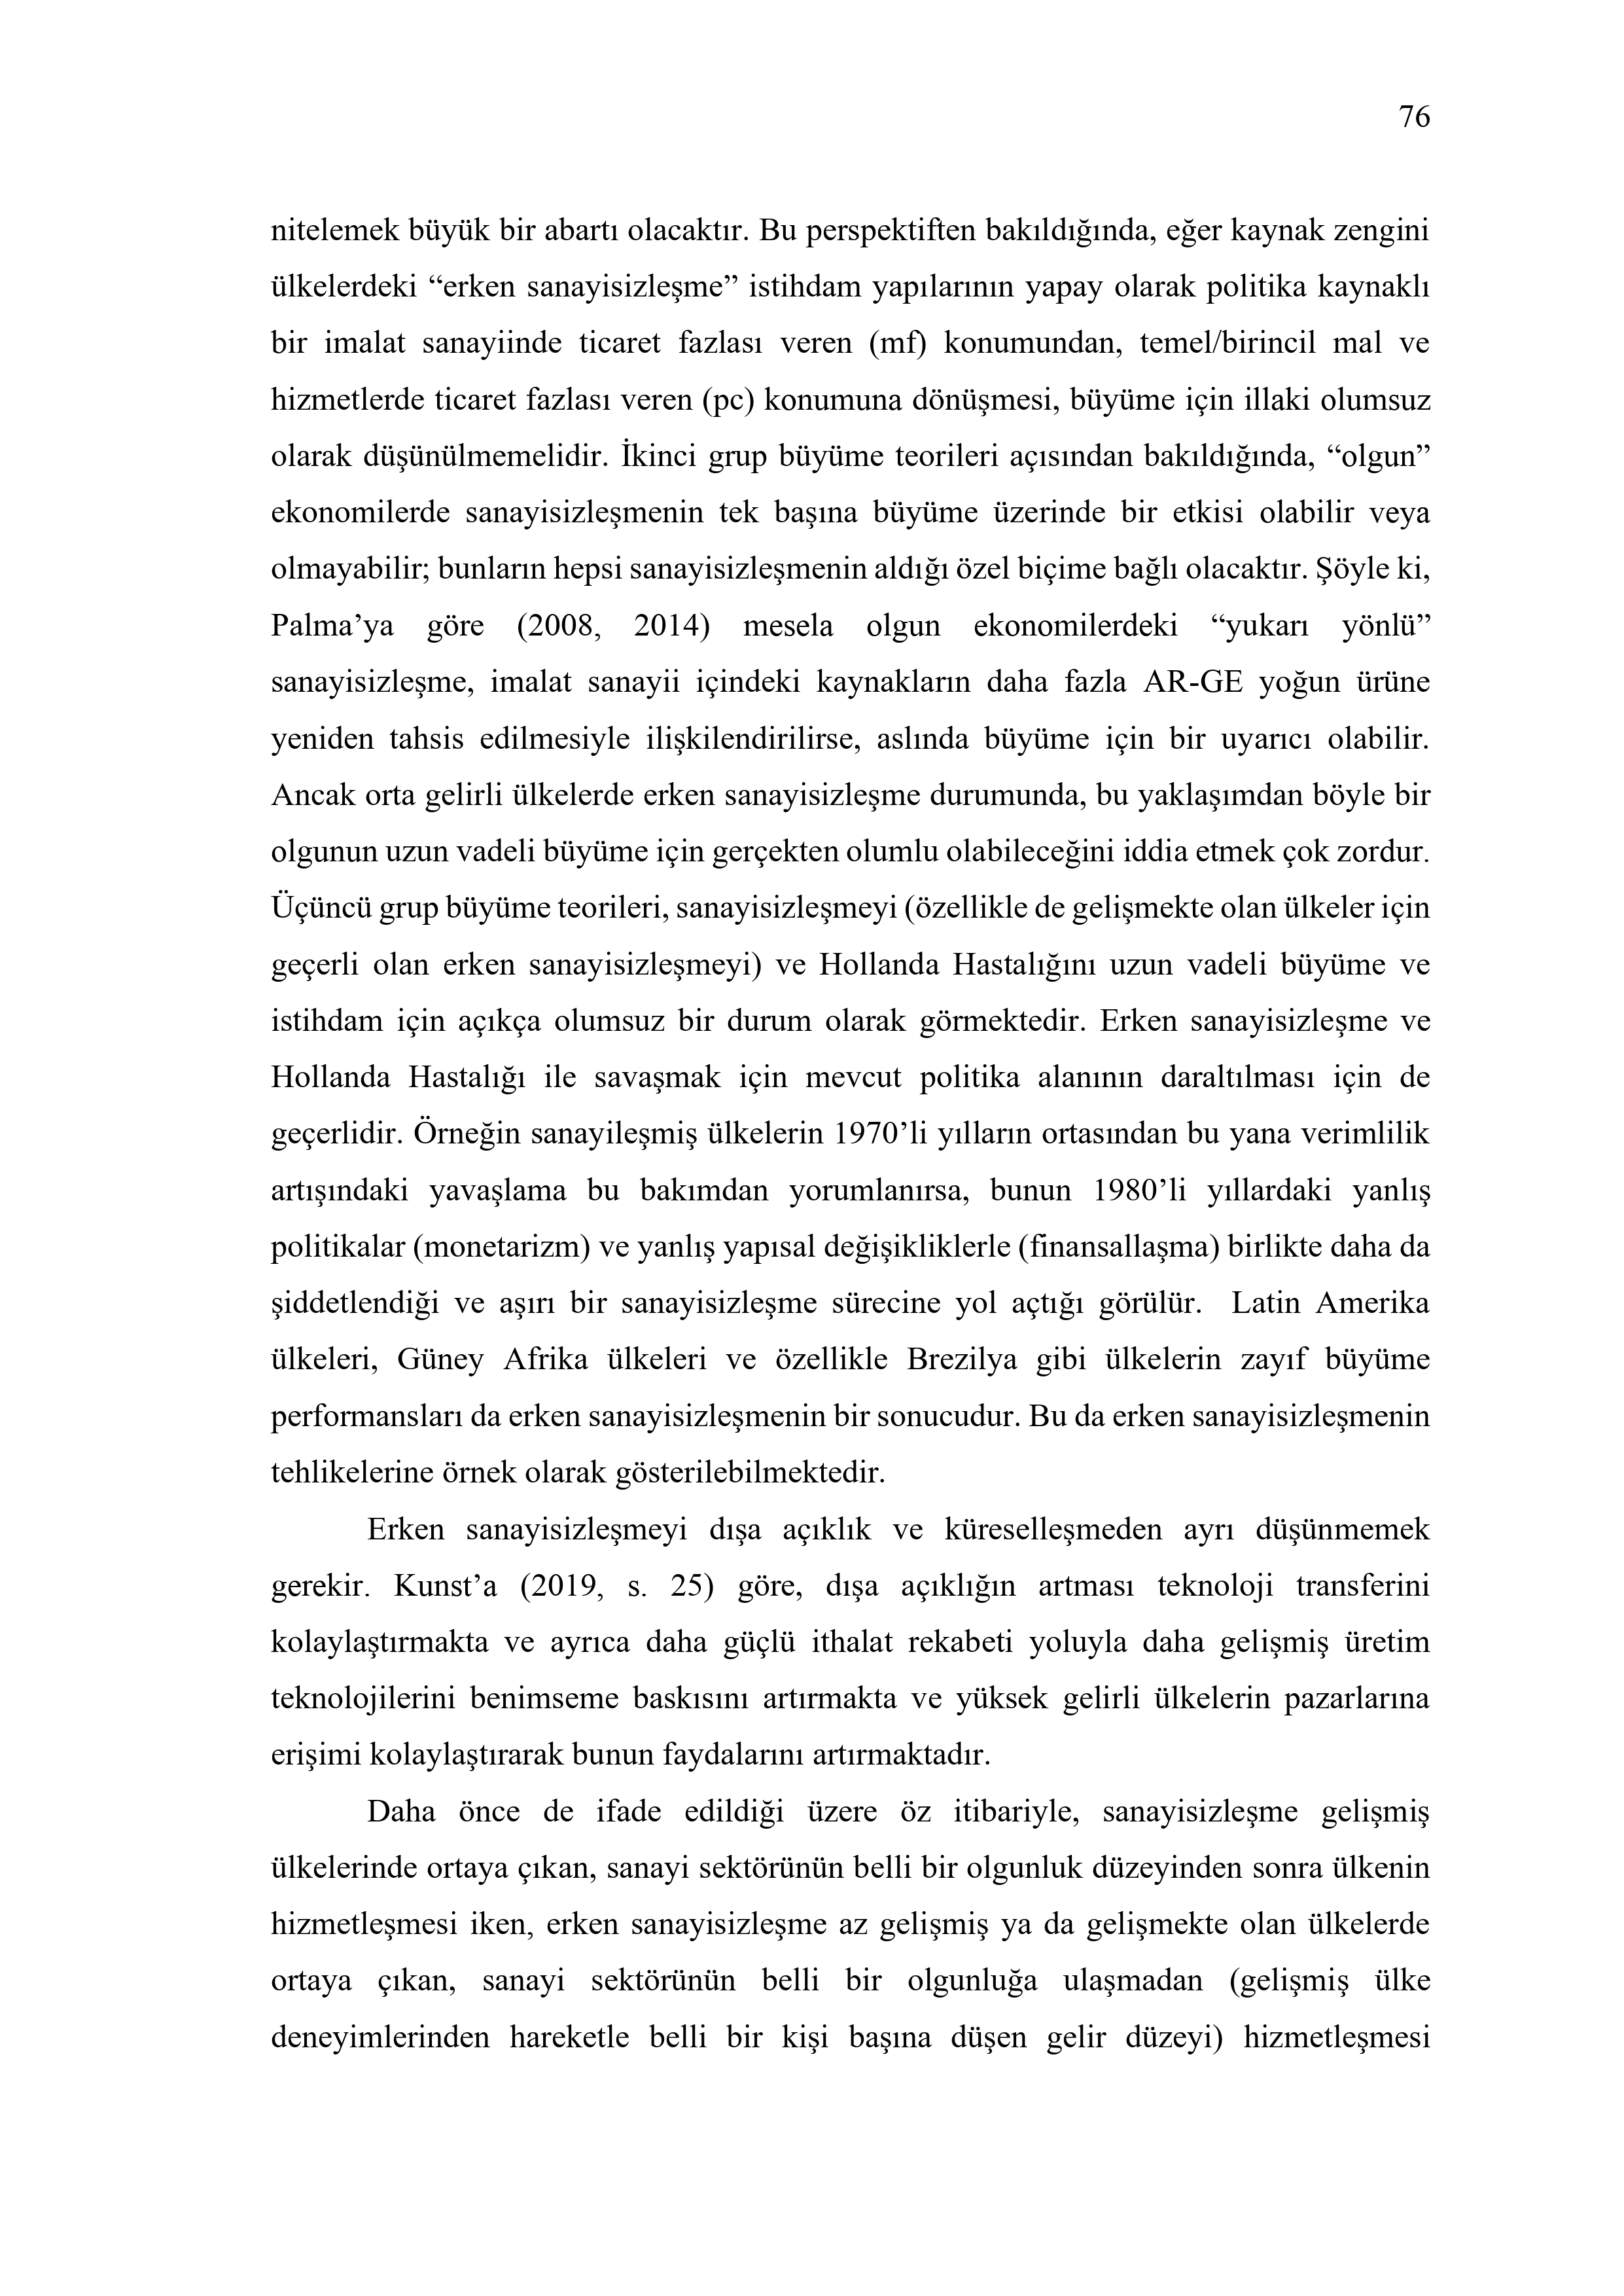 76
nitelemek büyük bir abartı olacaktır. Bu perspektiften bakıldığında, eğer kaynak zengini
ülkelerdeki “erken sanayisizleşme” istihdam yapılarının yapay olarak politika kaynaklı
bir imalat sanayiinde ticaret fazlası veren (mf) konumundan, temel/birincil mal ve
hizmetlerde ticaret fazlası veren (pc) konumuna dönüşmesi, büyüme için illaki olumsuz
olarak düşünülmemelidir. İkinci grup büyüme teorileri açısından bakıldığında, “olgun”
ekonomilerde sanayisizleşmenin tek başına büyüme üzerinde bir etkisi olabilir veya
olmayabilir; bunların hepsi sanayisizleşmenin aldığı özel biçime bağlı olacaktır. Şöyle ki,
Palma’ya göre (2008, 2014) mesela olgun ekonomilerdeki “yukarı yönlü”
sanayisizleşme, imalat sanayii içindeki kaynakların daha fazla AR-GE yoğun ürüne
yeniden tahsis edilmesiyle ilişkilendirilirse, aslında büyüme için bir uyarıcı olabilir.
Ancak orta gelirli ülkelerde erken sanayisizleşme durumunda, bu yaklaşımdan böyle bir
olgunun uzun vadeli büyüme için gerçekten olumlu olabileceğini iddia etmek çok zordur.
Üçüncü grup büyüme teorileri, sanayisizleşmeyi (özellikle de gelişmekte olan ülkeler için
geçerli olan erken sanayisizleşmeyi) ve Hollanda Hastalığını uzun vadeli büyüme ve
istihdam için açıkça olumsuz bir durum olarak görmektedir. Erken sanayisizleşme ve
Hollanda Hastalığı ile savaşmak için mevcut politika alanının daraltılması için de
geçerlidir. Örneğin sanayileşmiş ülkelerin 1970’li yılların ortasından bu yana verimlilik
artışındaki yavaşlama bu bakımdan yorumlanırsa, bunun 1980’li yıllardaki yanlış
politikalar (monetarizm) ve yanlış yapısal değişikliklerle (finansallaşma) birlikte daha da
şiddetlendiği ve aşırı bir sanayisizleşme sürecine yol açtığı görülür. Latin Amerika
ülkeleri, Güney Afrika ülkeleri ve özellikle Brezilya gibi ülkelerin zayıf büyüme
performansları da erken sanayisizleşmenin bir sonucudur. Bu da erken sanayisizleşmenin
tehlikelerine örnek olarak gösterilebilmektedir.
Erken sanayisizleşmeyi dışa açıklık ve küreselleşmeden ayrı düşünmemek
gerekir. Kunst’a (2019, s. 25) göre, dışa açıklığın artması teknoloji transferini
kolaylaştırmakta ve ayrıca daha güçlü ithalat rekabeti yoluyla daha gelişmiş üretim
teknolojilerini benimseme baskısını artırmakta ve yüksek gelirli ülkelerin pazarlarına
erişimi kolaylaştırarak bunun faydalarını artırmaktadır.
Daha önce de ifade edildiği üzere öz itibariyle, sanayisizleşme gelişmiş
ülkelerinde ortaya çıkan, sanayi sektörünün belli bir olgunluk düzeyinden sonra ülkenin
hizmetleşmesi iken, erken sanayisizleşme az gelişmiş ya da gelişmekte olan ülkelerde
ortaya çıkan, sanayi sektörünün belli bir olgunluğa ulaşmadan (gelişmiş ülke
deneyimlerinden hareketle belli bir kişi başına düşen gelir düzeyi) hizmetleşmesi